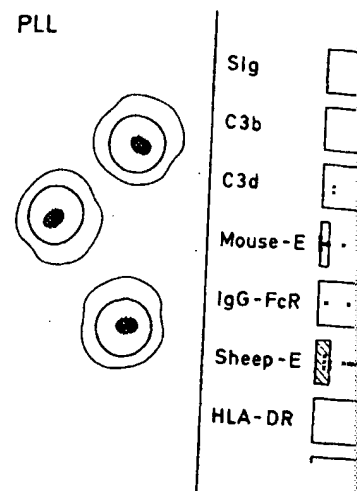 PLL
SIg
C3b
C3d
Mouse-E
IgG-FcR
Sheep-E
HLA-DR